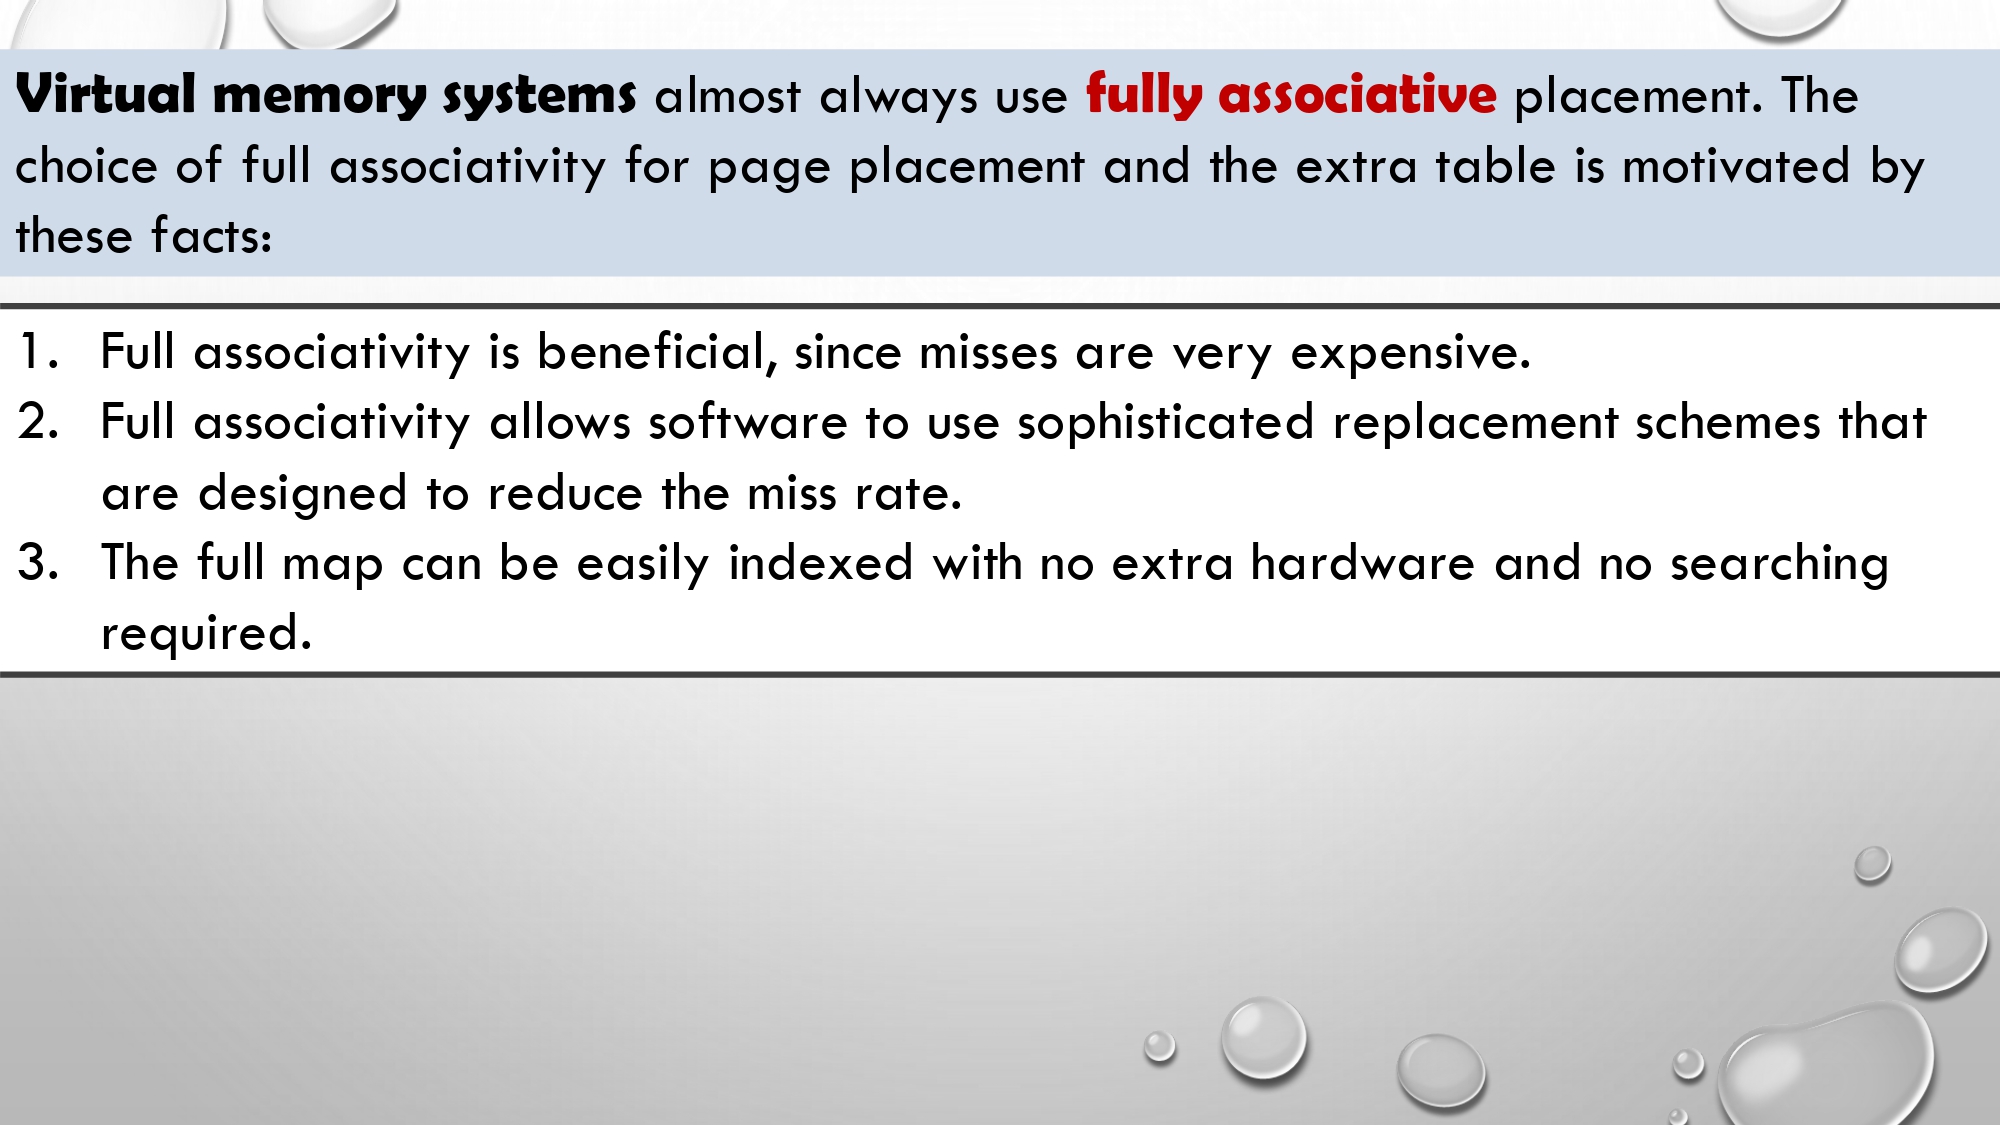 Virtual memory systems almost always use fully associative placement. The
choice of full associativity for page placement and the extra table is motivated by
these facts:
1. Full associativity is beneficial, since misses are very expensive.
2. Full associativity allows software to use sophisticated replacement schemes that
are designed to reduce the miss rate.
3. The full map can be easily indexed with no extra hardware and no searching
required.